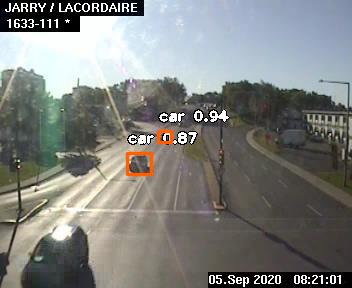 JARRY / LACORDAIRE
1633-111 *
car 0.94
car 0.87
05.Sep 2020 08:21:01